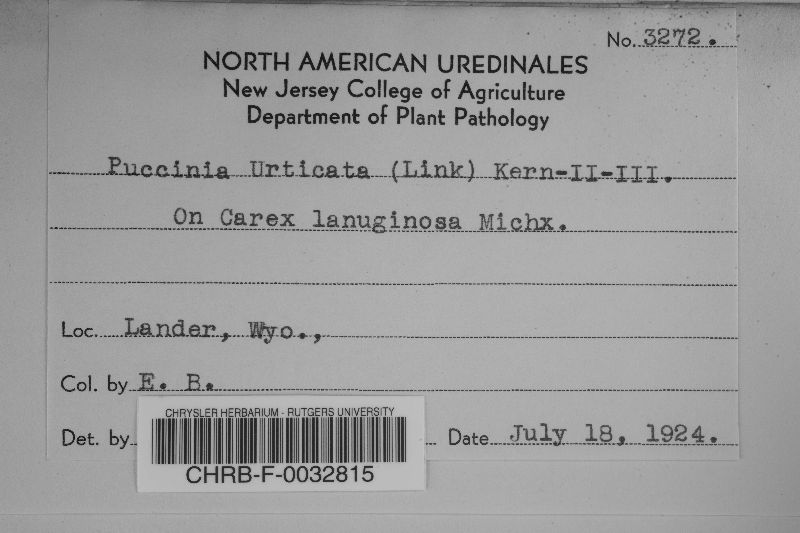 No. 3272.
NORTH AMERICAN UREDINALES
New Jersey College of Agriculture
Department of Plant Pathology
Puccinia Urticata (Link) Kern-II-III.
On Carex lanuginosa Michx.
Loc. Lander, Wyo.,
Col. by E. B.
Det. by Date July 18, 1924.
CHRYSLER HERBARIUM - RUTGERS UNIVERSITY
CHRB-F-0032815